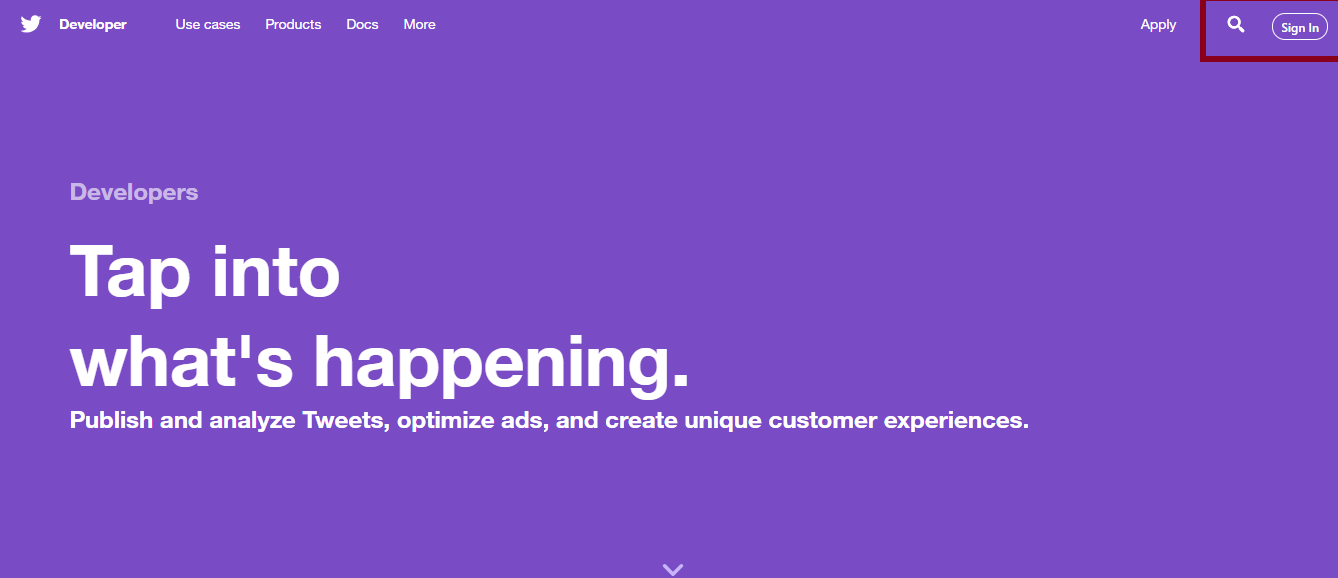 Developer Use cases Products Docs More Apply Sign In
Developers
Tap into
what's happening.
Publish and analyze Tweets, optimize ads, and create unique customer experiences.